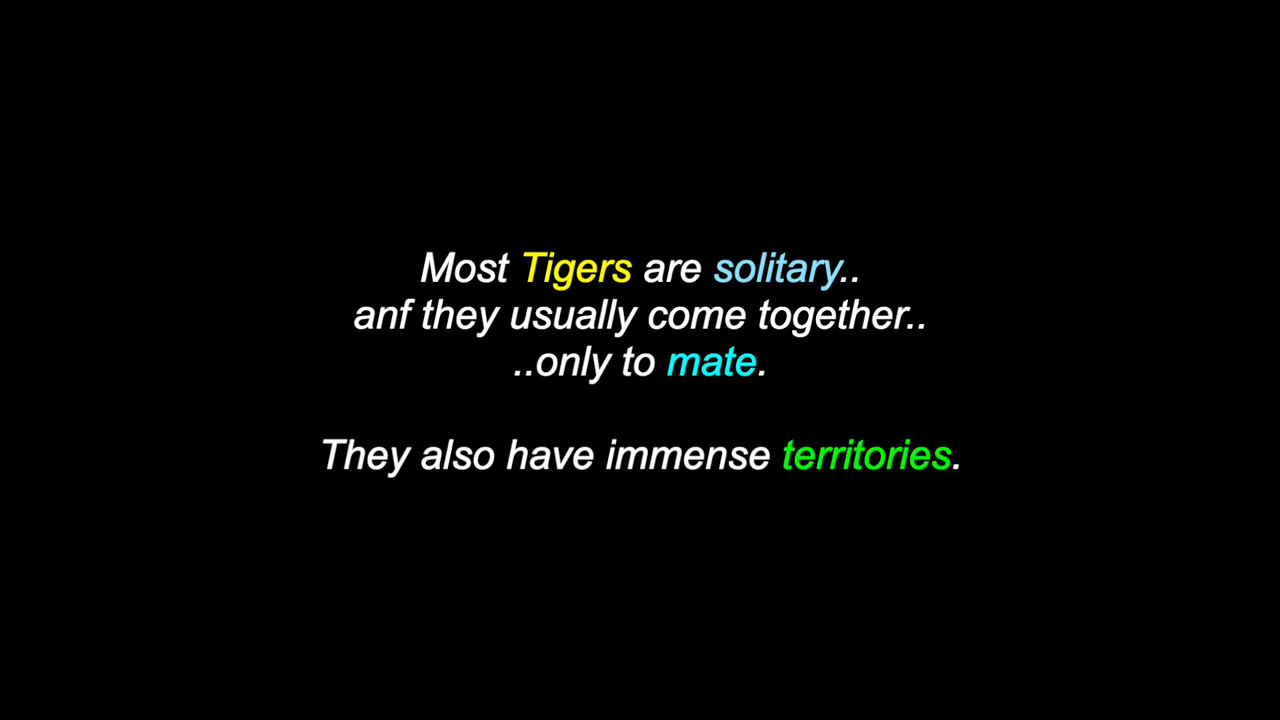 Most Tigers are solitary..
anf they usually come together..
..only to mate.
They also have immense territories.